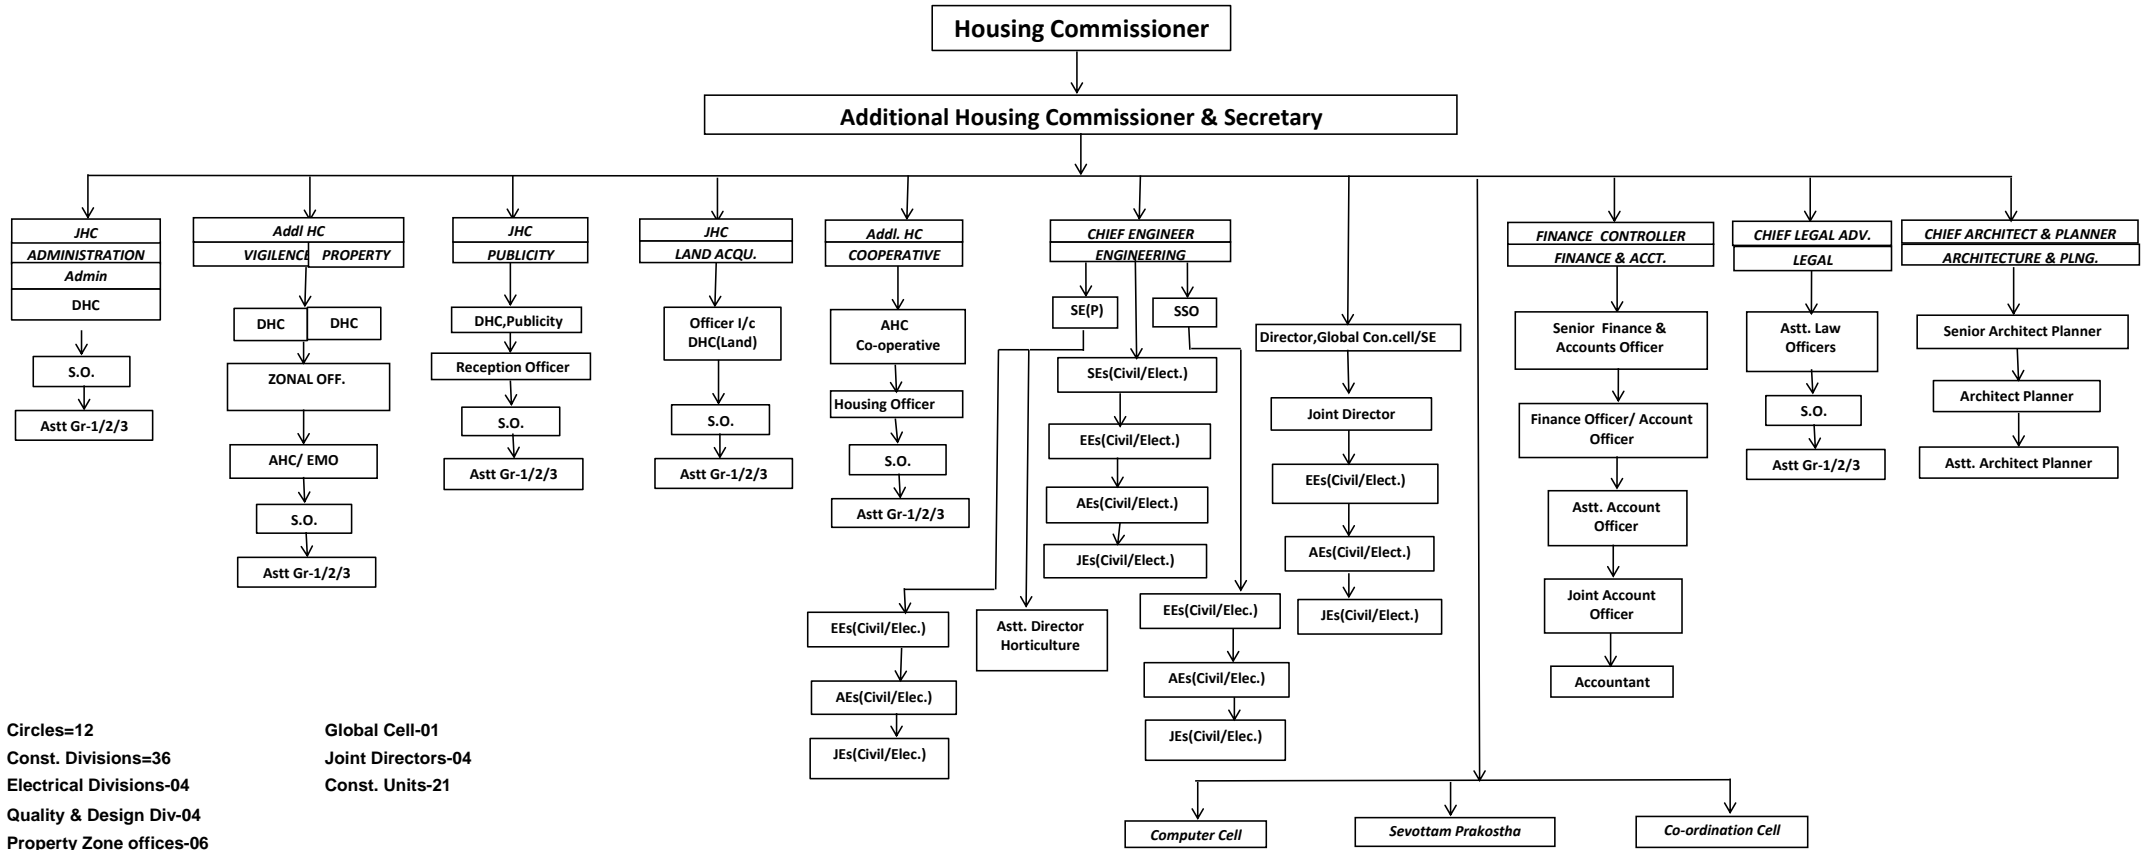 Housing Commissioner
Additional Housing Commissioner & Secretary
JHC
ADMINISTRATION
Admin
DHC
S.O.
Astt Gr-1/2/3
Addl HC
VIGILENCE
PROPERTY
DHC
DHC
ZONAL OFF.
AHC/ EMO
S.O.
Astt Gr-1/2/3
JHC
PUBLICITY
DHC,Publicity
Reception Officer
S.O.
Astt Gr-1/2/3
JHC
LAND ACQU.
Officer I/c
DHC(Land)
S.O.
Astt Gr-1/2/3
Addl. HC
COOPERATIVE
AHC
Co-operative
Housing Officer
S.O.
Astt Gr-1/2/3
CHIEF ENGINEER
ENGINEERING
SE(P)
SSO
SEs(Civil/Elect.)
EEs(Civil/Elect.)
AEs(Civil/Elect.)
JEs(Civil/Elect.)
EEs(Civil/Elec.)
AEs(Civil/Elec.)
JEs(Civil/Elec.)
Astt. Director
Horticulture
EEs(Civil/Elec.)
AEs(Civil/Elec.)
JEs(Civil/Elec.)
Director,Global Con.cell/SE
Joint Director
EEs(Civil/Elect.)
AEs(Civil/Elect.)
JEs(Civil/Elect.)
FINANCE CONTROLLER
FINANCE & ACCT.
Senior Finance &
Accounts Officer
Finance Officer/ Account
Officer
Astt. Account
Officer
Joint Account
Officer
Accountant
CHIEF LEGAL ADV.
LEGAL
Astt. Law
Officers
S.O.
Astt Gr-1/2/3
CHIEF ARCHITECT & PLANNER
ARCHITECTURE & PLNG.
Senior Architect Planner
Architect Planner
Astt. Architect Planner
Computer Cell
Sevottam Prakostha
Co-ordination Cell
Circles=12
Const. Divisions=36
Electrical Divisions-04
Quality & Design Div-04
Property Zone offices-06
Global Cell-01
Joint Directors-04
Const. Units-21